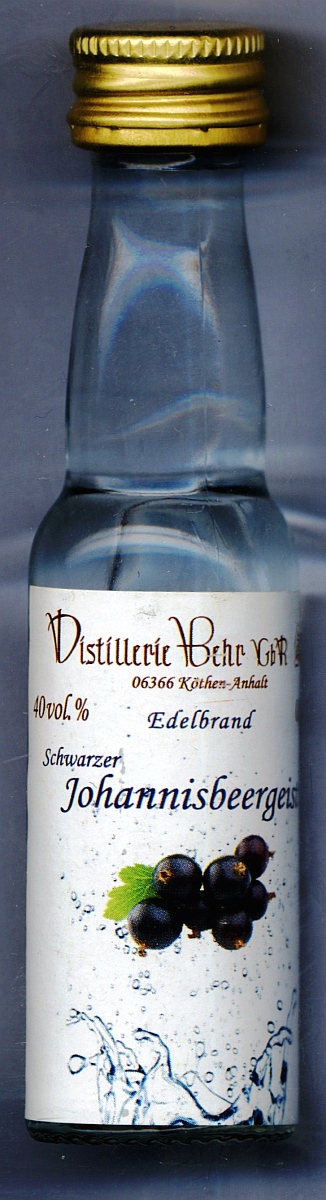 Distillerie Behr GbR
06366 Köthen-Anhalt
40vol.%
Edelbrand
Schwarzer
Johannisbeergeist